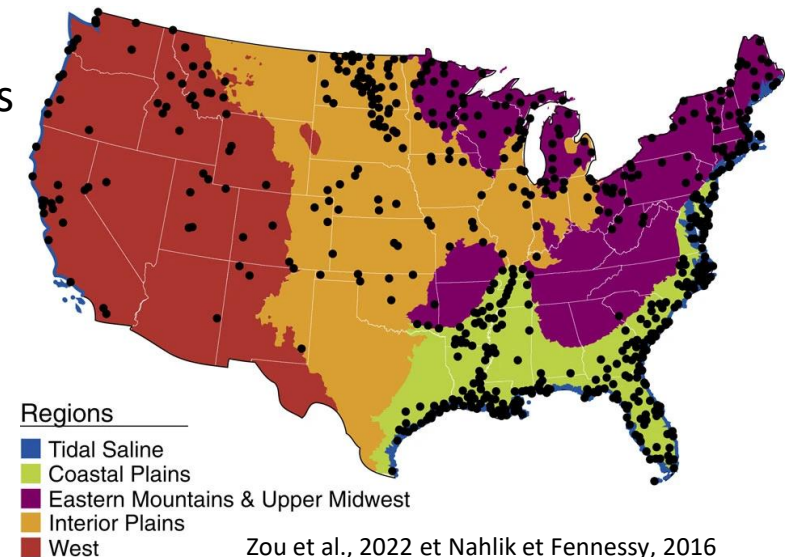 s
Regions
Tidal Saline
Coastal Plains
Eastern Mountains & Upper Midwest
Interior Plains
West
Zou et al., 2022 et Nahlik et Fennessy, 2016